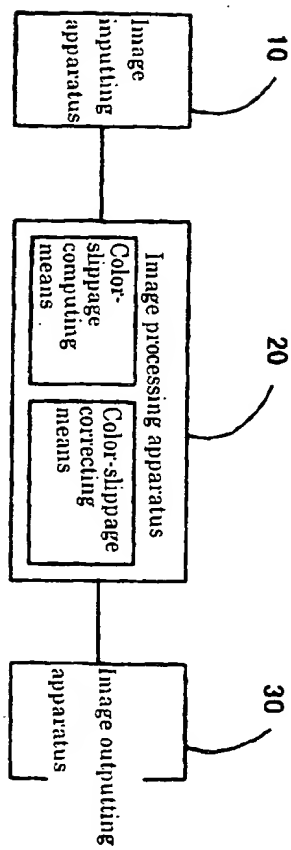 10
Image
inputting
apparatus
20
Image processing apparatus
Color-
slippage
computing
means
Color-slippage
correcting
means
30
Image outputting
apparatus